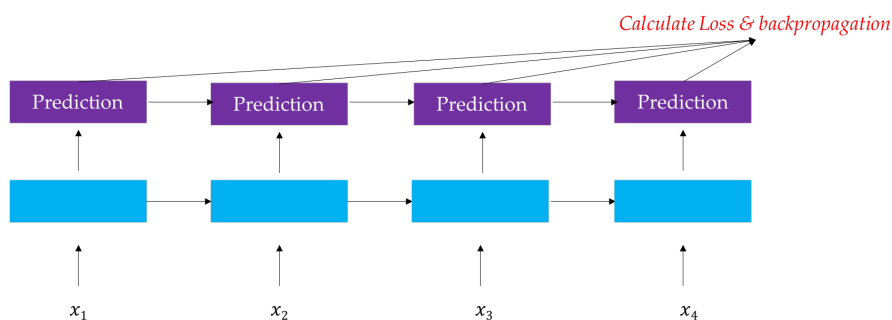 Calculate Loss & backpropagation
Prediction Prediction Prediction Prediction
x₁ x₂ x₃ x₄